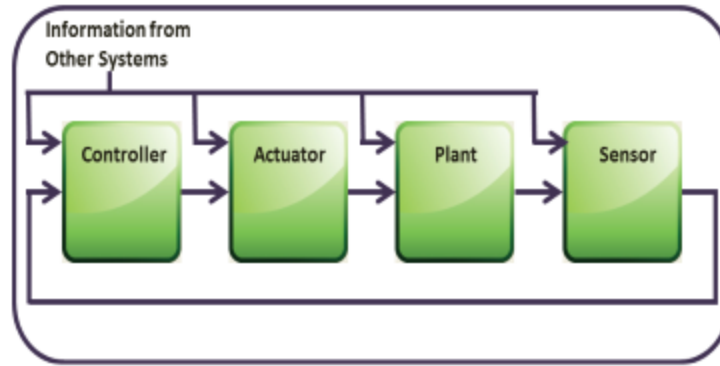 Information from
Other Systems
Controller
Actuator
Plant
Sensor